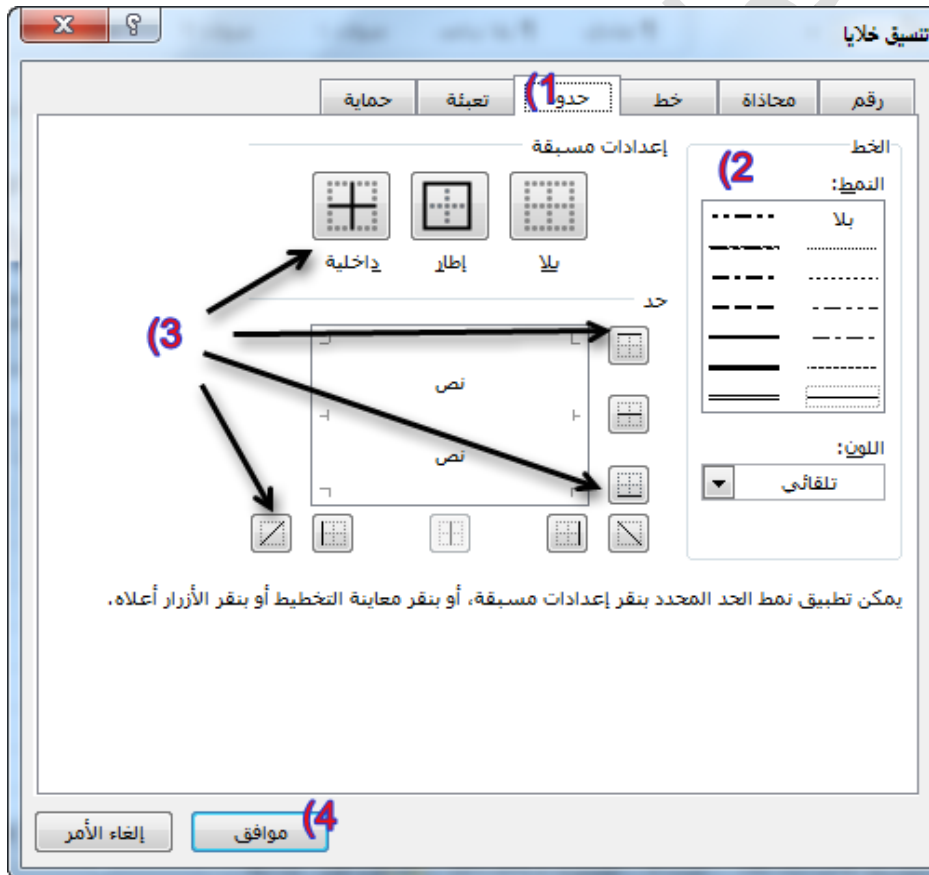 تنسيق خلايا
رقم محاذاة خط حدود تعبئة حماية
(1
الخط
(2
النمط:
بلا
إعدادات مسبقة
بلا إطار داخلية
حد
(3
نص
نص
اللون:
تلقائي
يمكن تطبيق نمط الحد المحدد بنقر إعدادات مسبقة، أو بنقر معاينة التخطيط أو بنقر الأزرار أعلاه.
(4
موافق إلغاء الأمر